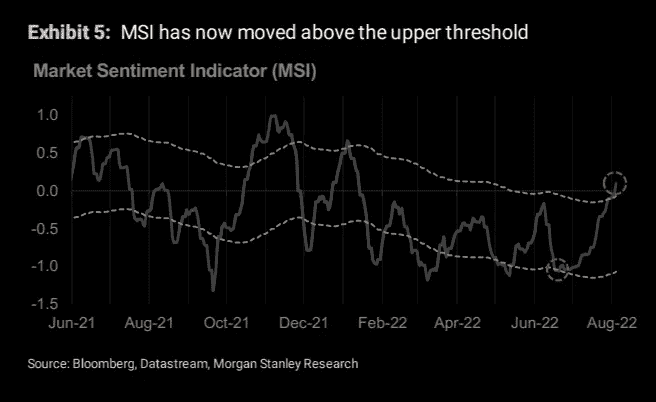 Exhibit 5: MSI has now moved above the upper threshold
Market Sentiment Indicator (MSI)
1.0
0.5
0.0
-0.5
-1.0
-1.5
Jun-21 Aug-21 Oct-21 Dec-21 Feb-22 Apr-22 Jun-22 Aug-22
Source: Bloomberg, Datastream, Morgan Stanley Research